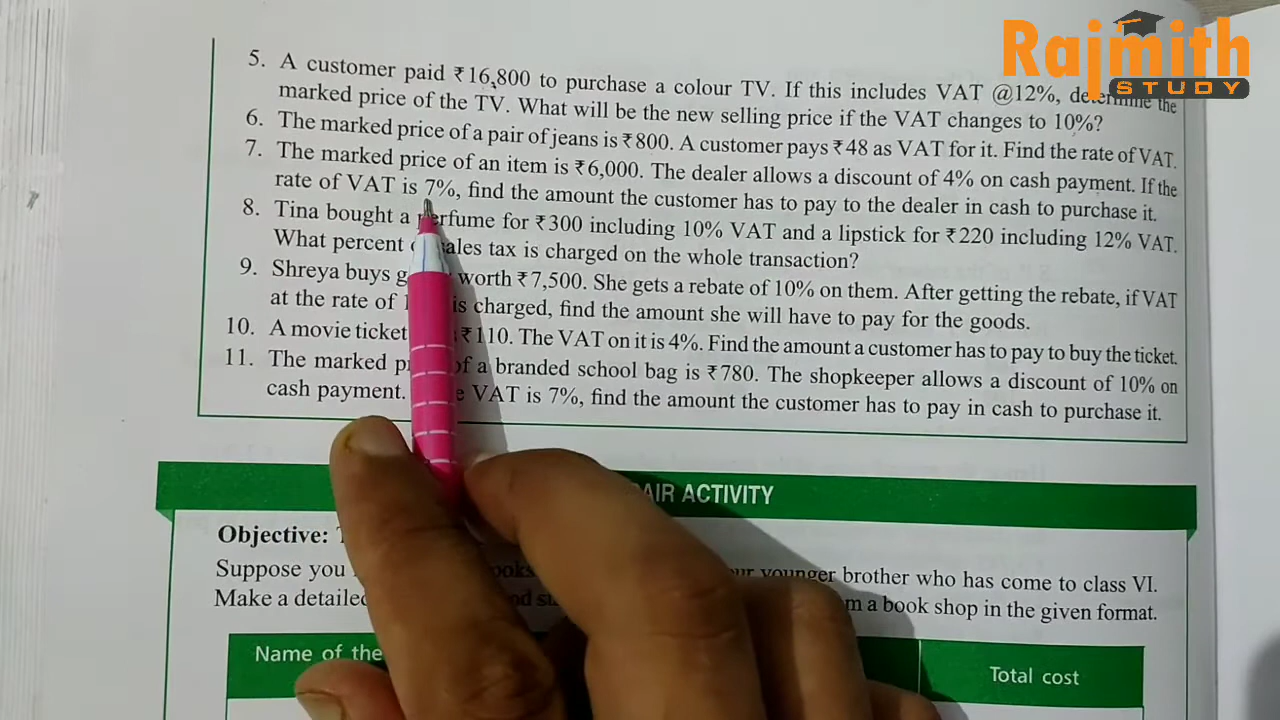 Rajmith
STUDY
5. A customer paid ₹16,800 to purchase a colour TV. If this includes VAT @12%, determine the
marked price of the TV. What will be the new selling price if the VAT changes to 10%?
6. The marked price of a pair of jeans is ₹800. A customer pays ₹48 as VAT for it. Find the rate of VAT.
7. The marked price of an item is ₹6,000. The dealer allows a discount of 4% on cash payment. If the
rate of VAT is 7%, find the amount the customer has to pay to the dealer in cash to purchase it.
8. Tina bought a perfume for ₹300 including 10% VAT and a lipstick for ₹220 including 12% VAT.
What percent sales tax is charged on the whole transaction?
9. Shreya buys worth ₹7,500. She gets a rebate of 10% on them. After getting the rebate, if VAT
at the rate of is charged, find the amount she will have to pay for the goods.
10. A movie ticket ₹110. The VAT on it is 4%. Find the amount a customer has to pay to buy the ticket.
11. The marked of a branded school bag is ₹780. The shopkeeper allows a discount of 10% on
cash payment. VAT is 7%, find the amount the customer has to pay in cash to purchase it.
ACTIVITY
Objective:
Suppose you younger brother who has come to class VI.
Make a detailed from a book shop in the given format.
Name of the
Total cost